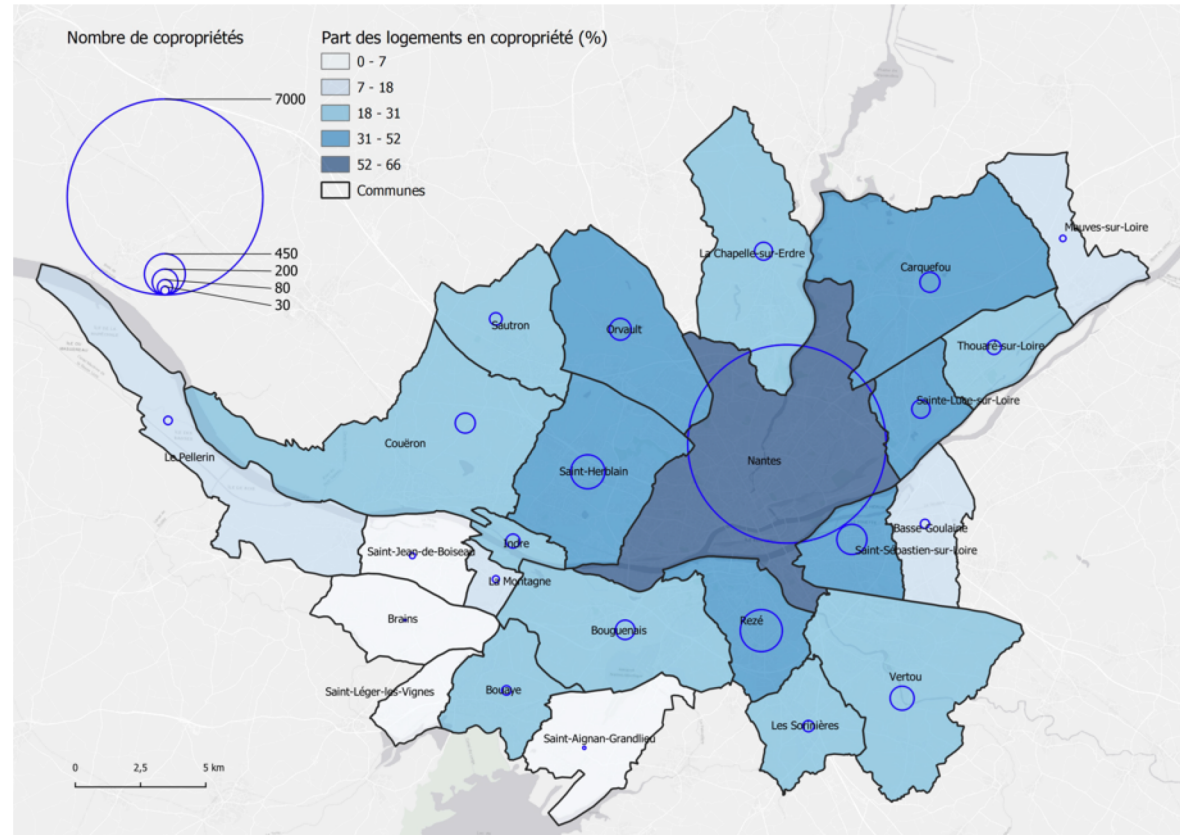 Nombre de copropriétés
7000
450
200
80
30
Part des logements en copropriété (%)
0 - 7
7 - 18
18 - 31
31 - 52
52 - 66
Communes
Mauves-sur-Loire
La Chapelle-sur-Erdre
Carquefou
Sautron
Orvault
Thouaré-sur-Loire
Sainte-Luce-sur-Loire
Couëron
Le Pellerin
Saint-Herblain
Nantes
Basse-Goulaine
Indre
Saint-Sébastien-sur-Loire
Saint-Jean-de-Boiseau
La Montagne
Brains
Bouguenais
Rezé
Vertou
Saint-Léger-les-Vignes
Bouaye
Les Sorinières
Saint-Aignan-Grandlieu
0 2,5 5 km